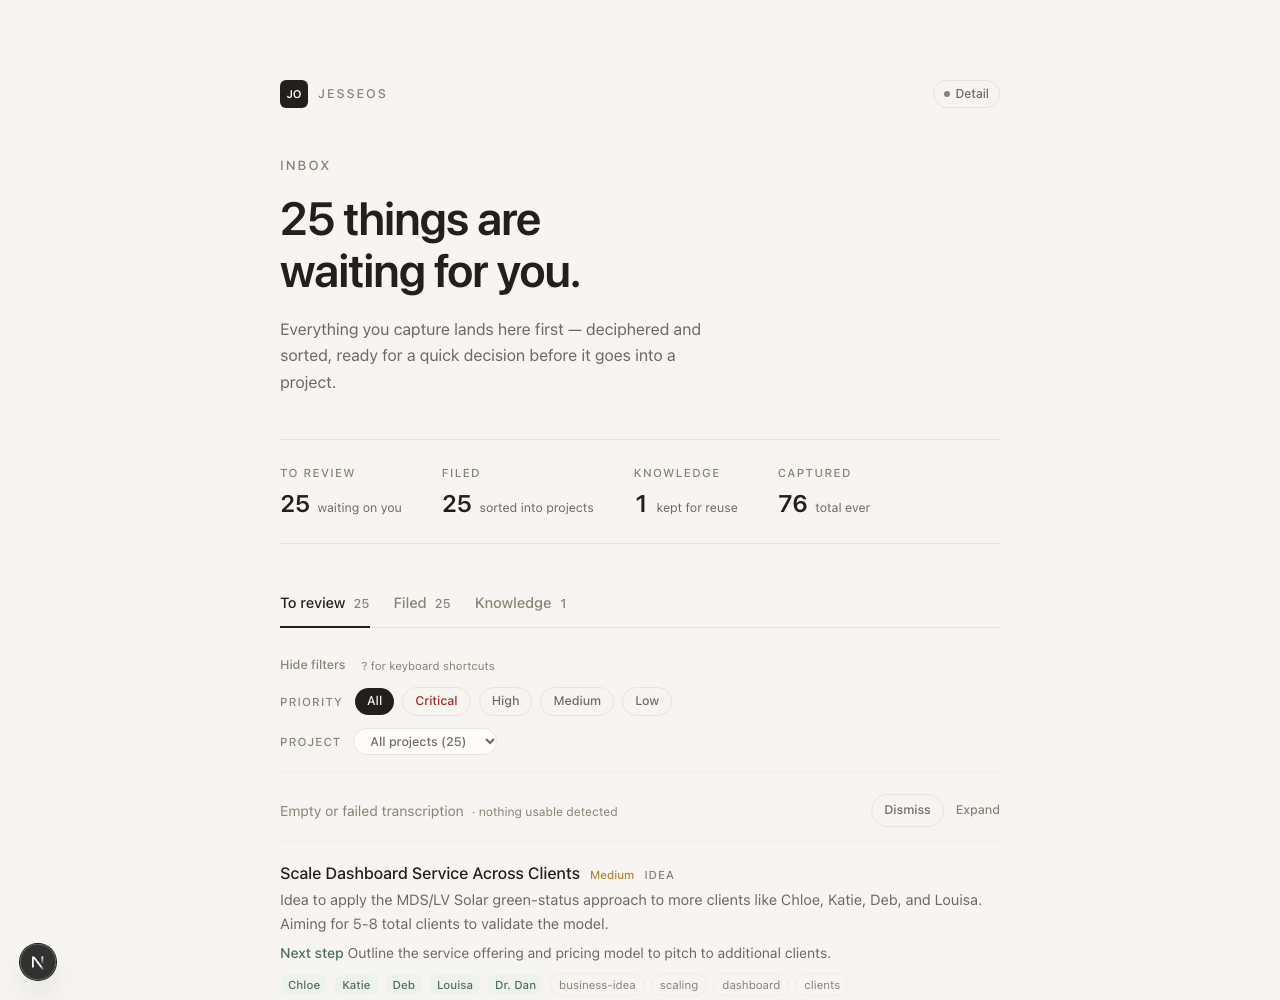 JO JESSEOS Detail
INBOX
25 things are
waiting for you.
Everything you capture lands here first — deciphered and
sorted, ready for a quick decision before it goes into a
project.
TO REVIEW FILED KNOWLEDGE CAPTURED
25 waiting on you 25 sorted into projects 1 kept for reuse 76 total ever
To review 25 Filed 25 Knowledge 1
Hide filters ? for keyboard shortcuts
PRIORITY All Critical High Medium Low
PROJECT All projects (25)
Empty or failed transcription · nothing usable detected Dismiss Expand
Scale Dashboard Service Across Clients Medium IDEA
Idea to apply the MDS/LV Solar green-status approach to more clients like Chloe, Katie, Deb, and Louisa.
Aiming for 5-8 total clients to validate the model.
Next step Outline the service offering and pricing model to pitch to additional clients.
Chloe Katie Deb Louisa Dr. Dan business-idea scaling dashboard clients
N